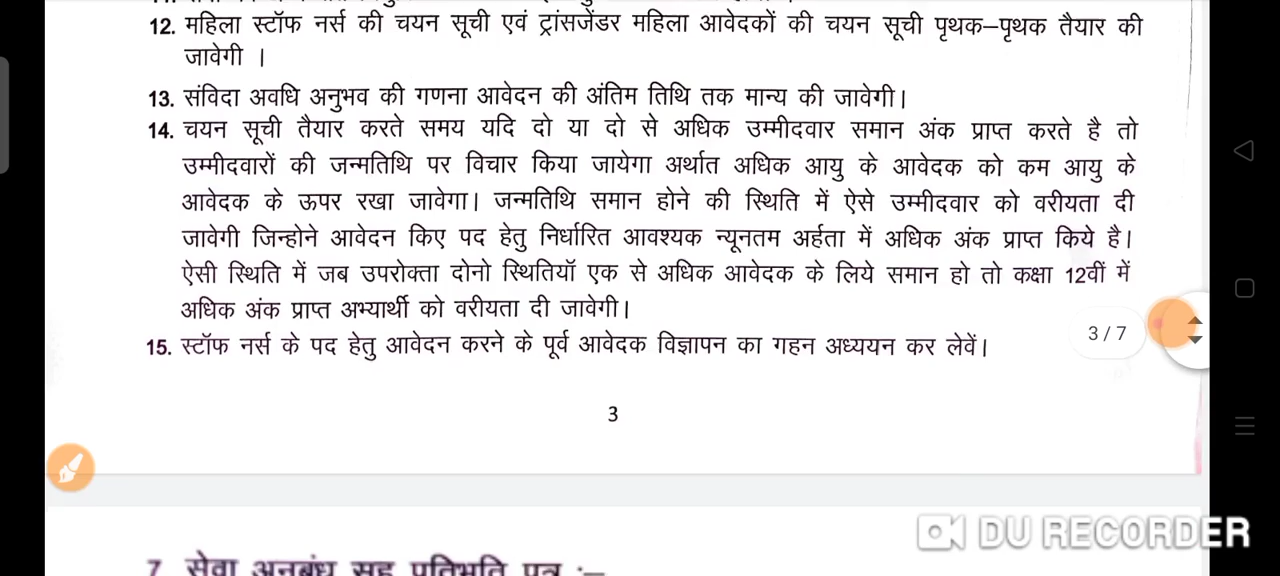 12. महिला स्टॉफ नर्स की चयन सूची एवं ट्रांसजेंडर महिला आवेदकों की चयन सूची पृथक–पृथक तैयार की
जावेगी ।
13. संविदा अवधि अनुभव की गणना आवेदन की अंतिम तिथि तक मान्य की जावेगी।
14. चयन सूची तैयार करते समय यदि दो या दो से अधिक उम्मीदवार समान अंक प्राप्त करते है तो
उम्मीदवारों की जन्मतिथि पर विचार किया जायेगा अर्थात अधिक आयु के आवेदक को कम आयु के
आवेदक के ऊपर रखा जावेगा। जन्मतिथि समान होने की स्थिति में ऐसे उम्मीदवार को वरीयता दी
जावेगी जिन्होने आवेदन किए पद हेतु निर्धारित आवश्यक न्यूनतम अर्हता में अधिक अंक प्राप्त किये है।
ऐसी स्थिति में जब उपरोक्ता दोनो स्थितियॉ एक से अधिक आवेदक के लिये समान हो तो कक्षा 12वीं में
अधिक अंक प्राप्त अभ्यार्थी को वरीयता दी जावेगी।
15. स्टॉफ नर्स के पद हेतु आवेदन करने के पूर्व आवेदक विज्ञापन का गहन अध्ययन कर लेवें।
3 / 7
3
DU RECORDER
7 सेवा अनुबंध सह प्रतिभूति पत्र :–